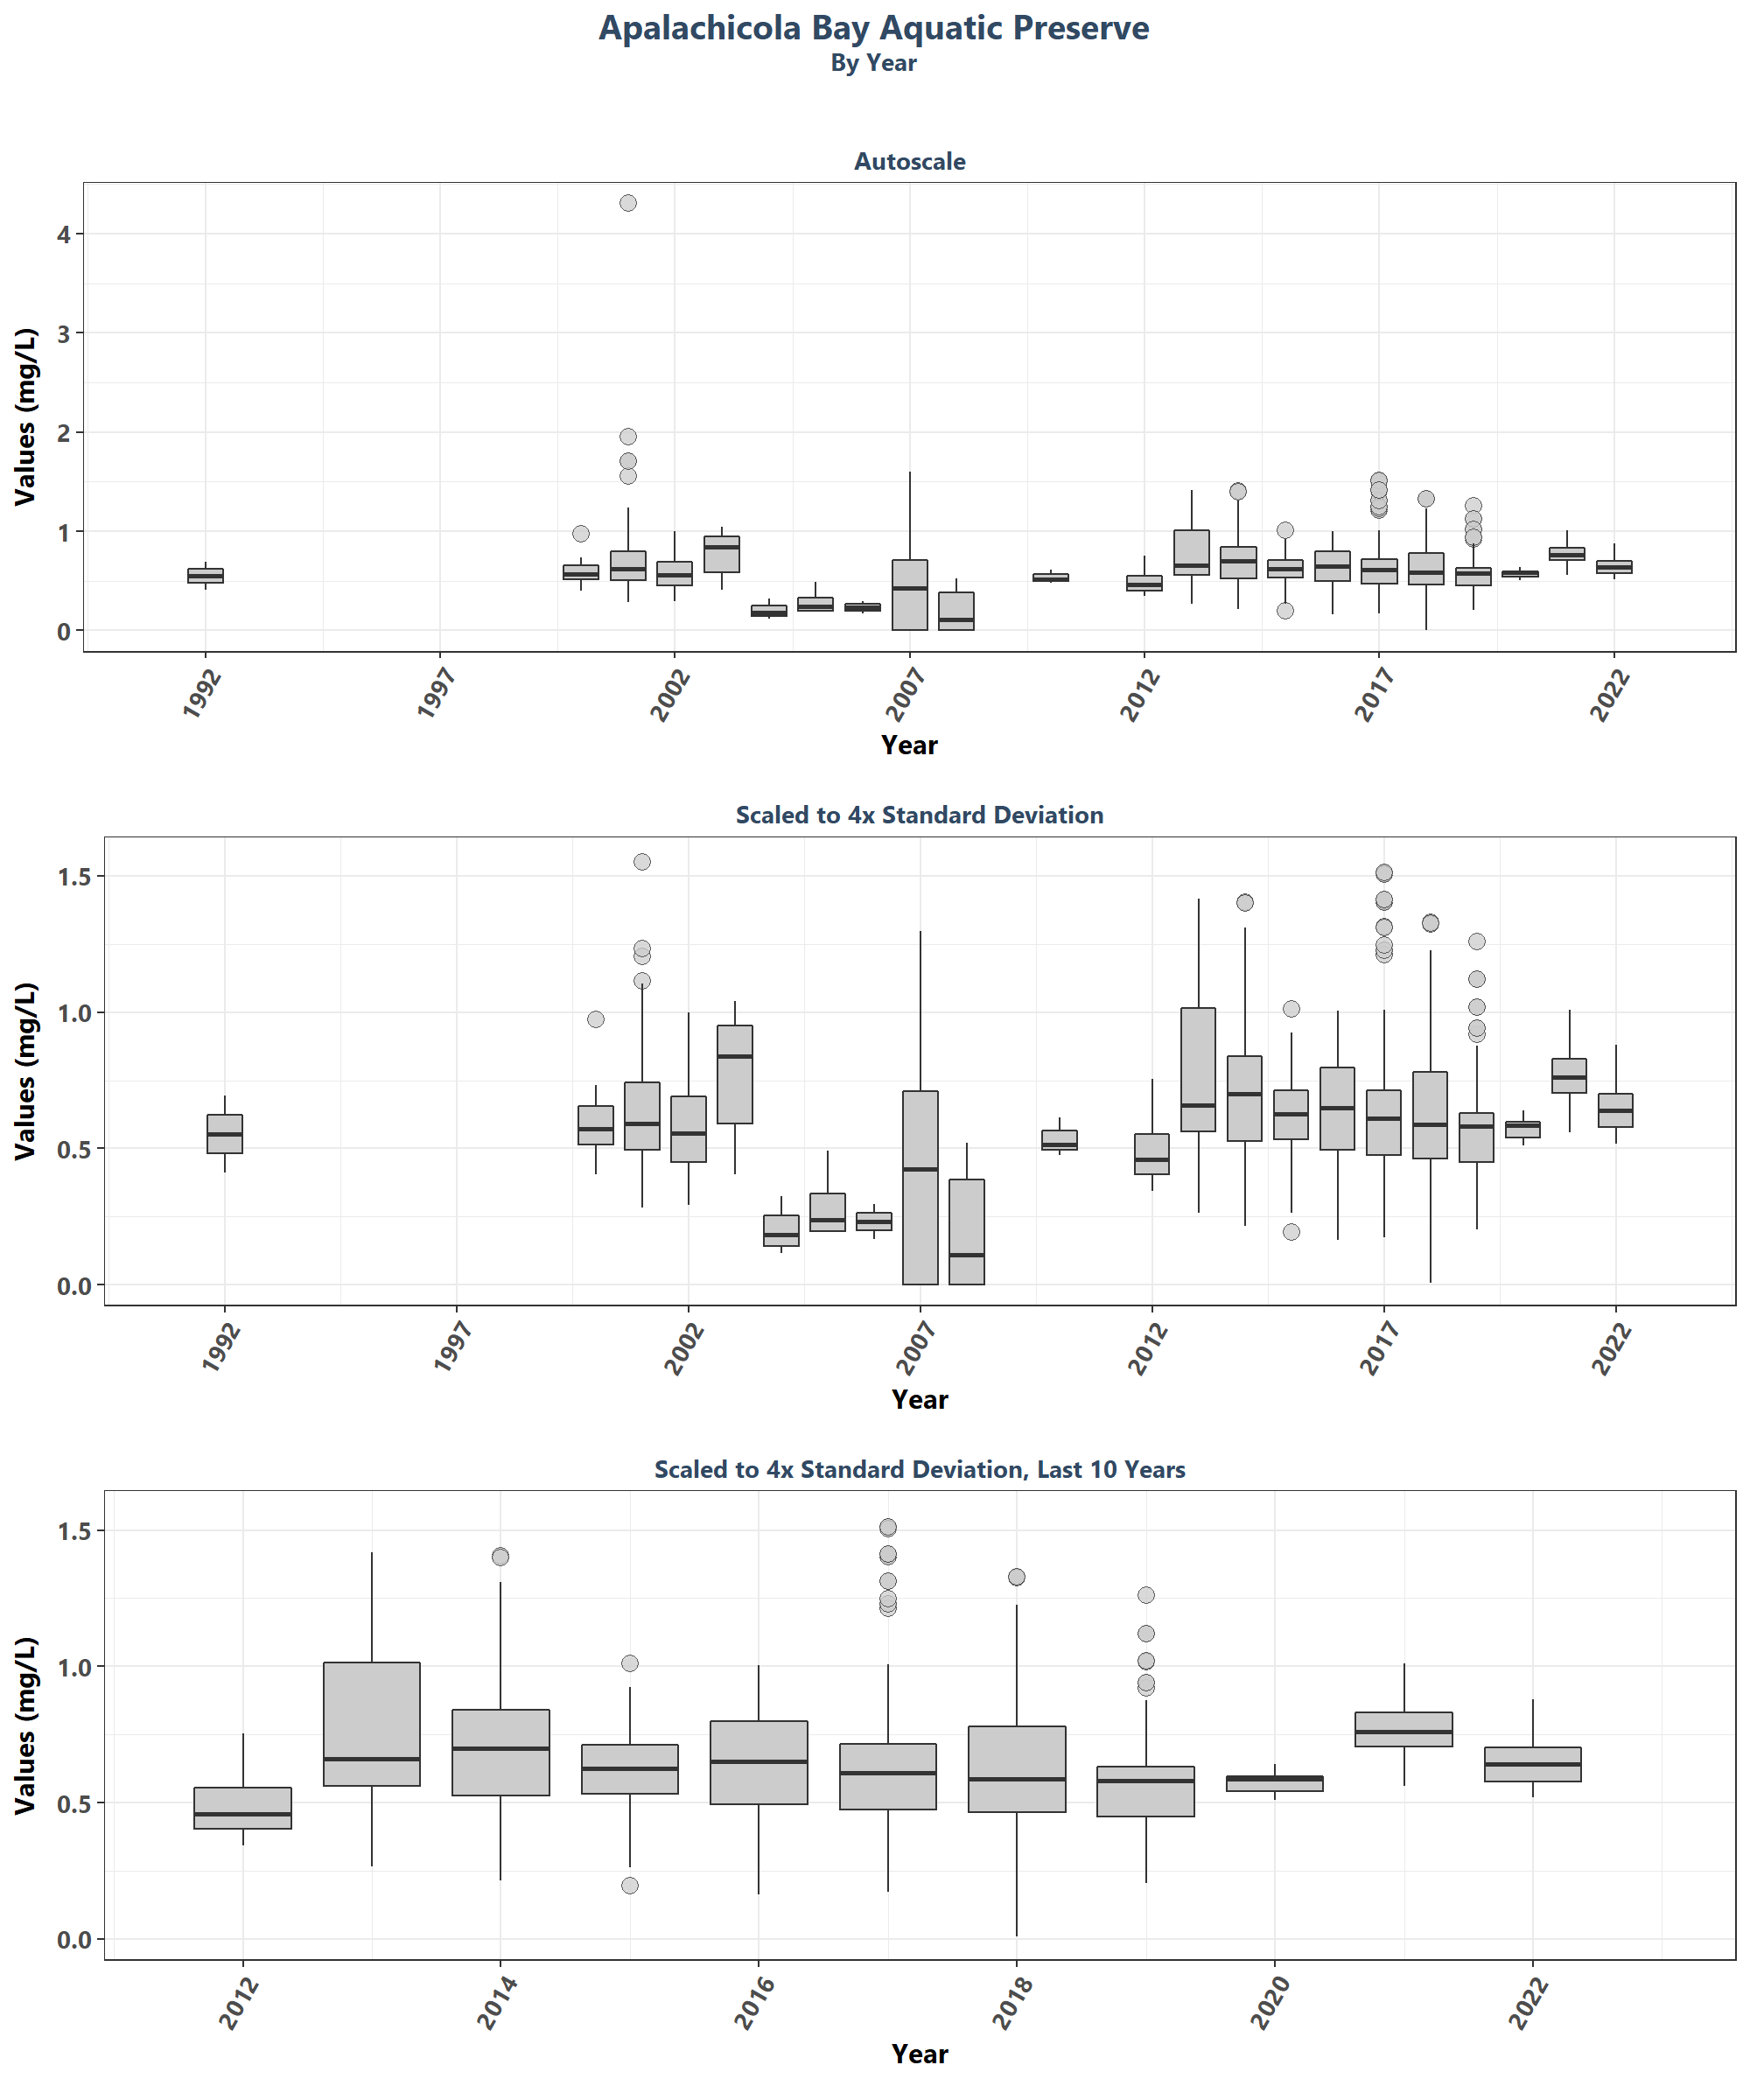 Apalachicola Bay Aquatic Preserve
By Year
Autoscale
Values (mg/L)
4
3
2
1
0
1992 1997 2002 2007 2012 2017 2022
Year
Scaled to 4x Standard Deviation
Values (mg/L)
1.5
1.0
0.5
0.0
1992 1997 2002 2007 2012 2017 2022
Year
Scaled to 4x Standard Deviation, Last 10 Years
Values (mg/L)
1.5
1.0
0.5
0.0
2012 2014 2016 2018 2020 2022
Year